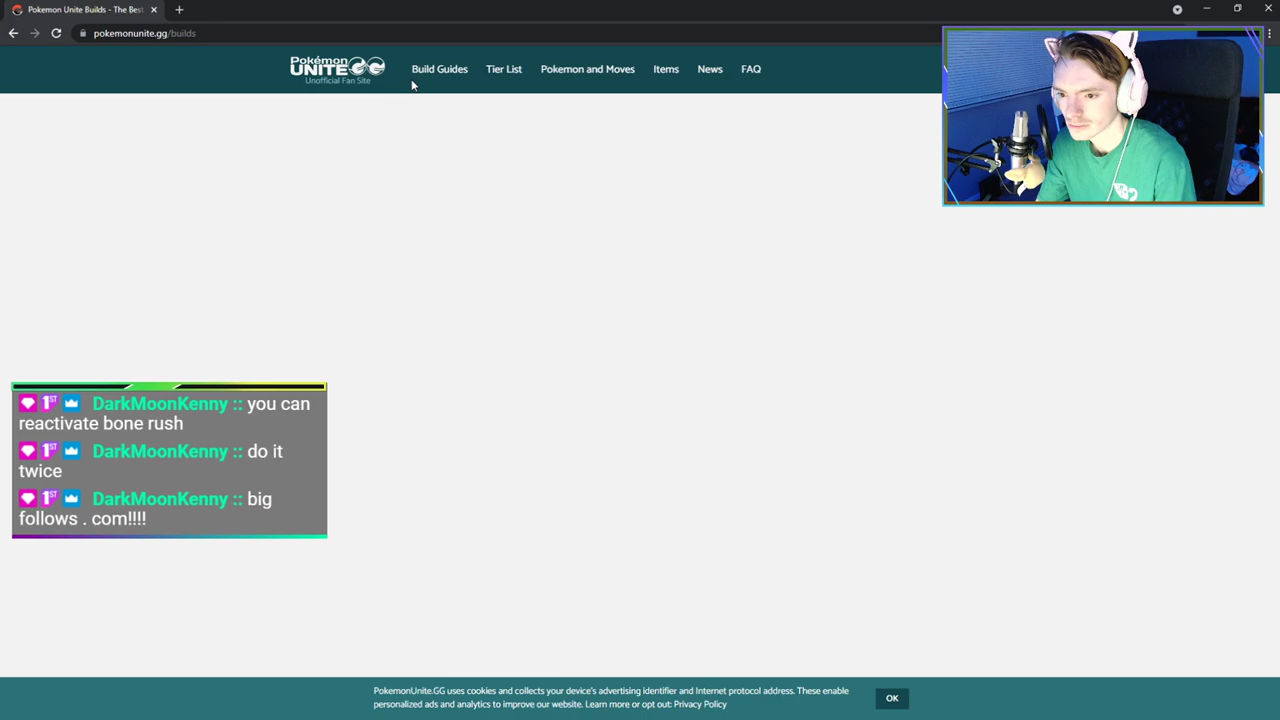 Pokemon Unite Builds - The Best
pokemonunite.gg/builds
Pokémon
UNITE GG
Unofficial Fan Site
Build Guides
Tier List
Pokemon and Moves
Items
News
FAQ
1ST DarkMoonKenny :: you can
reactivate bone rush
1ST DarkMoonKenny :: do it
twice
1ST DarkMoonKenny :: big
follows . com!!!!
PokemonUnite.GG uses cookies and collects your device's advertising identifier and Internet protocol address. These enable
personalized ads and analytics to improve our website. Learn more or opt out: Privacy Policy
OK